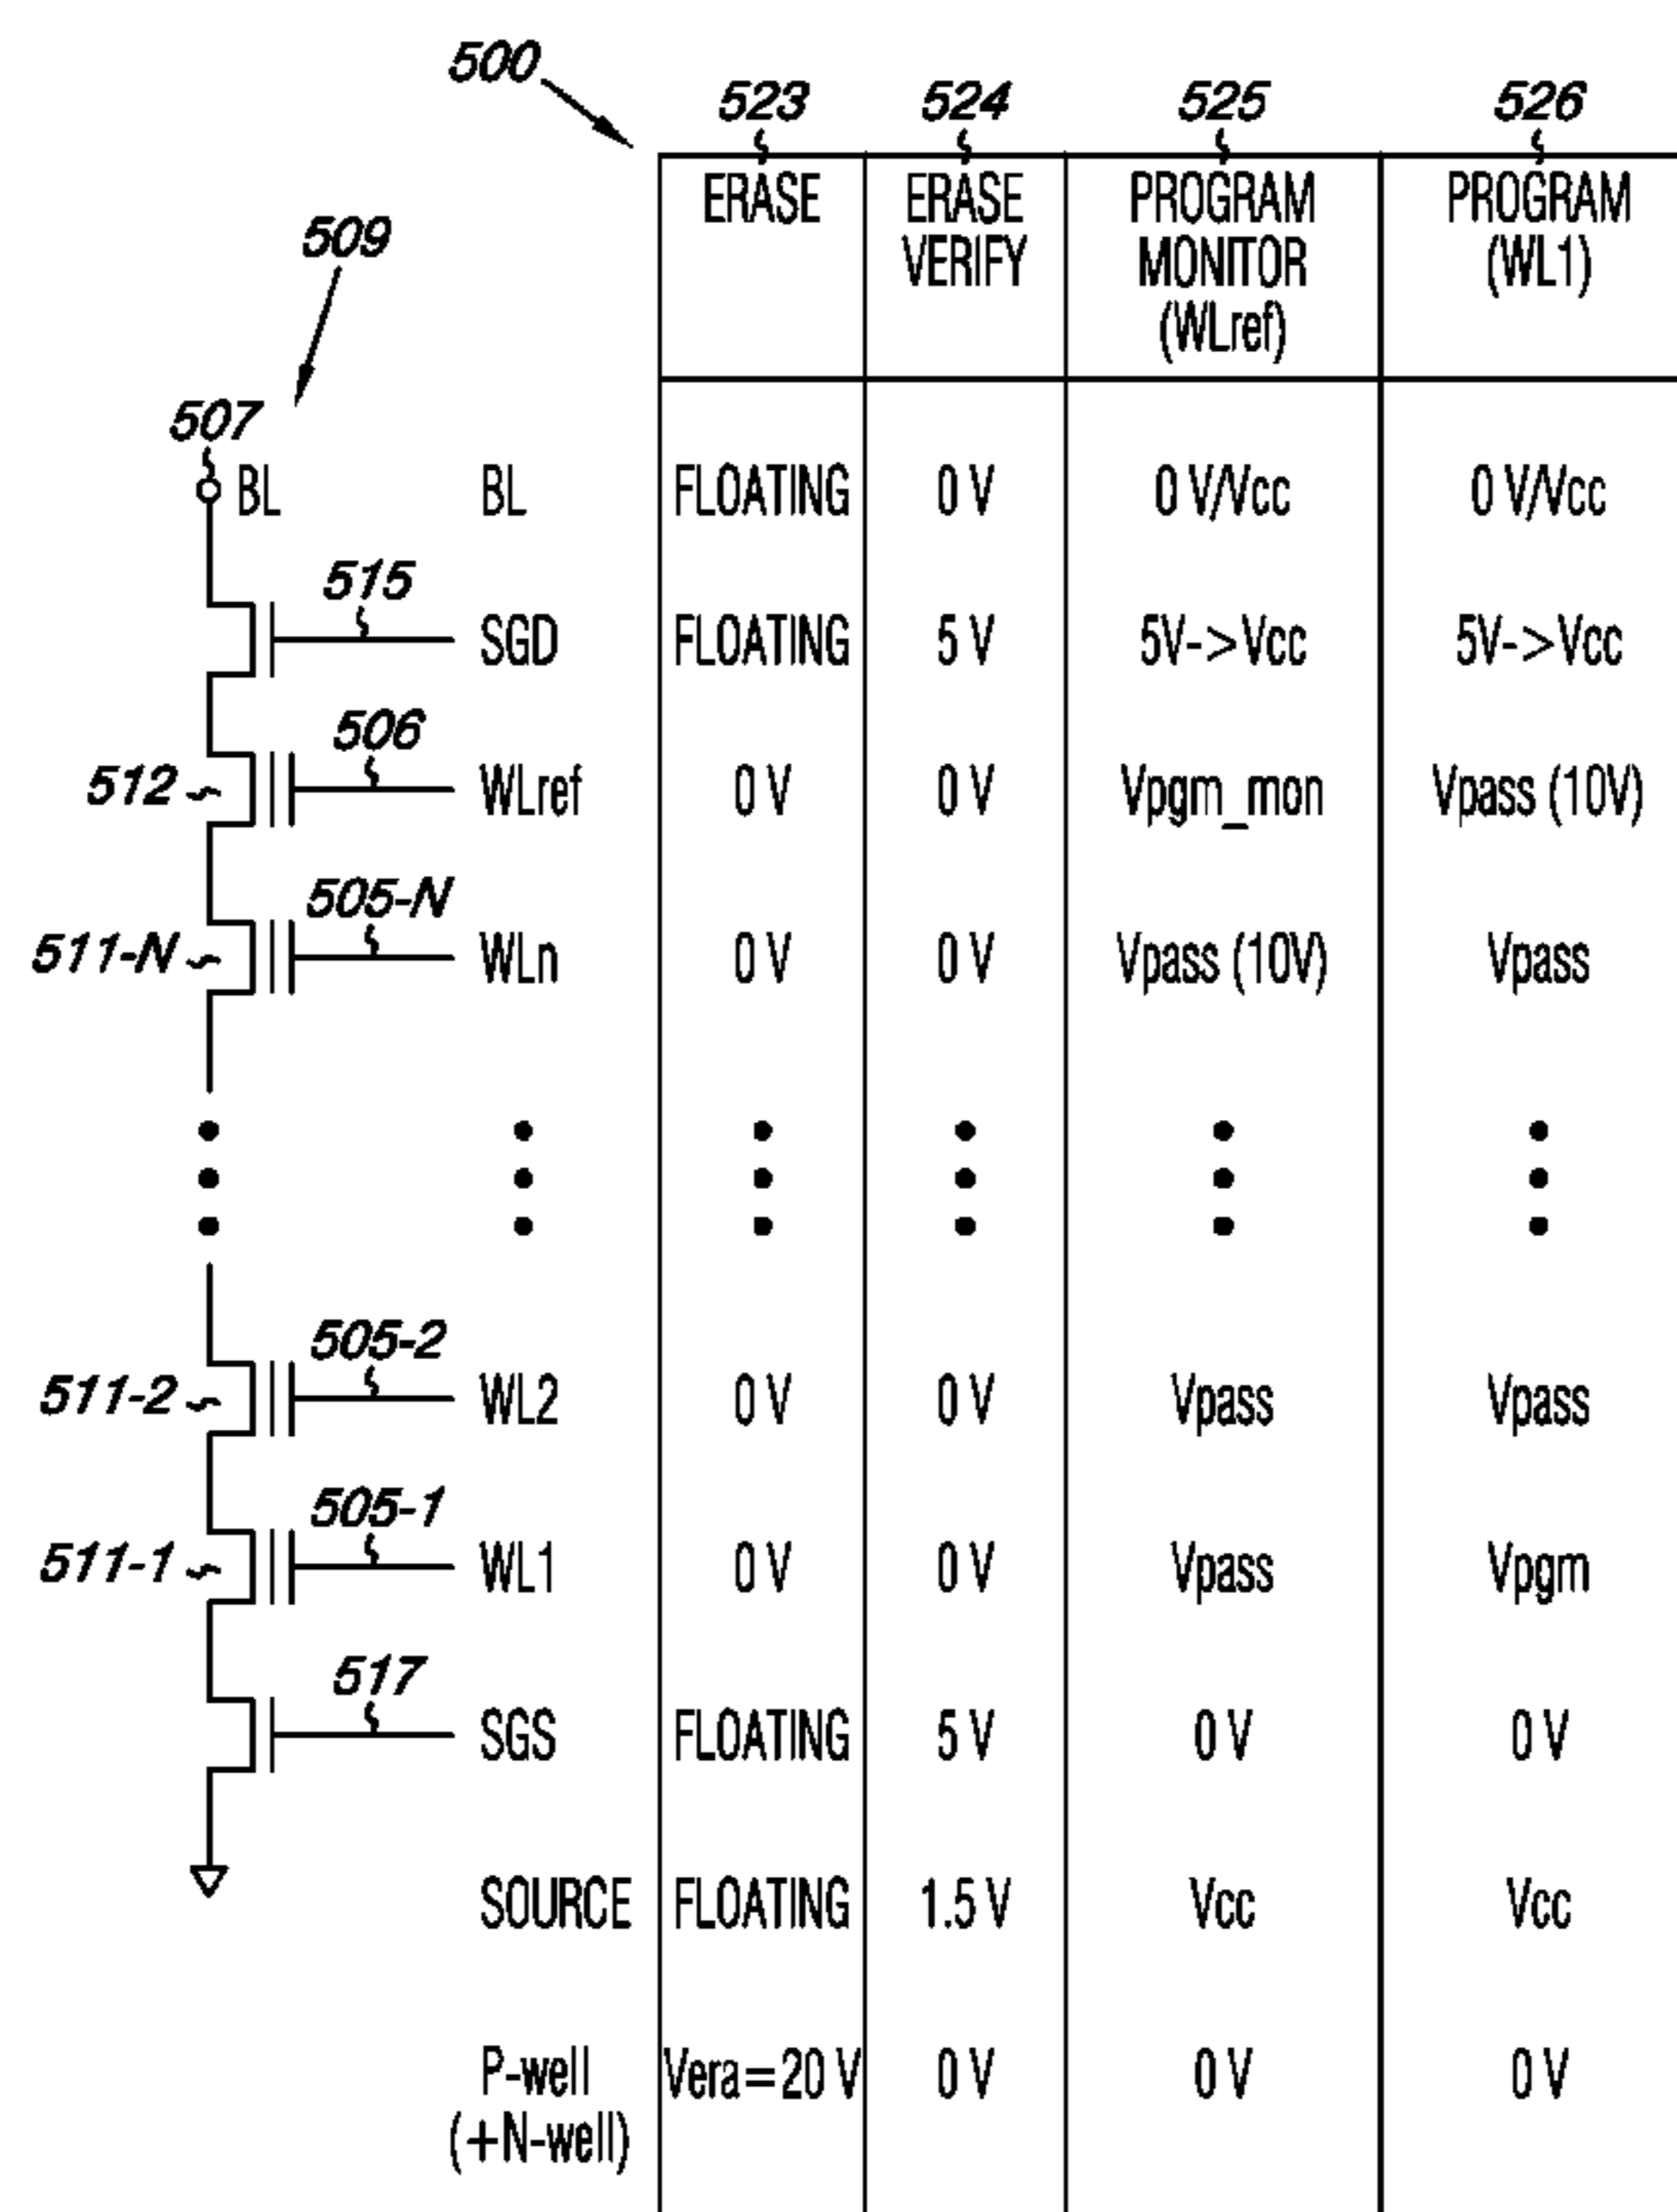 500
523 524 525 526
ERASE ERASE VERIFY PROGRAM MONITOR (WLref) PROGRAM (WL1)
509
507
BL BL FLOATING 0 V 0 V/Vcc 0 V/Vcc
515
SGD FLOATING 5 V 5V->Vcc 5V->Vcc
506
512 WLref 0 V 0 V Vpgm_mon Vpass (10V)
505-N
511-N WLn 0 V 0 V Vpass (10V) Vpass
505-2
511-2 WL2 0 V 0 V Vpass Vpass
505-1
511-1 WL1 0 V 0 V Vpass Vpgm
517
SGS FLOATING 5 V 0 V 0 V
SOURCE FLOATING 1.5 V Vcc Vcc
P-well Vera=20 V 0 V 0 V 0 V
(+N-well)